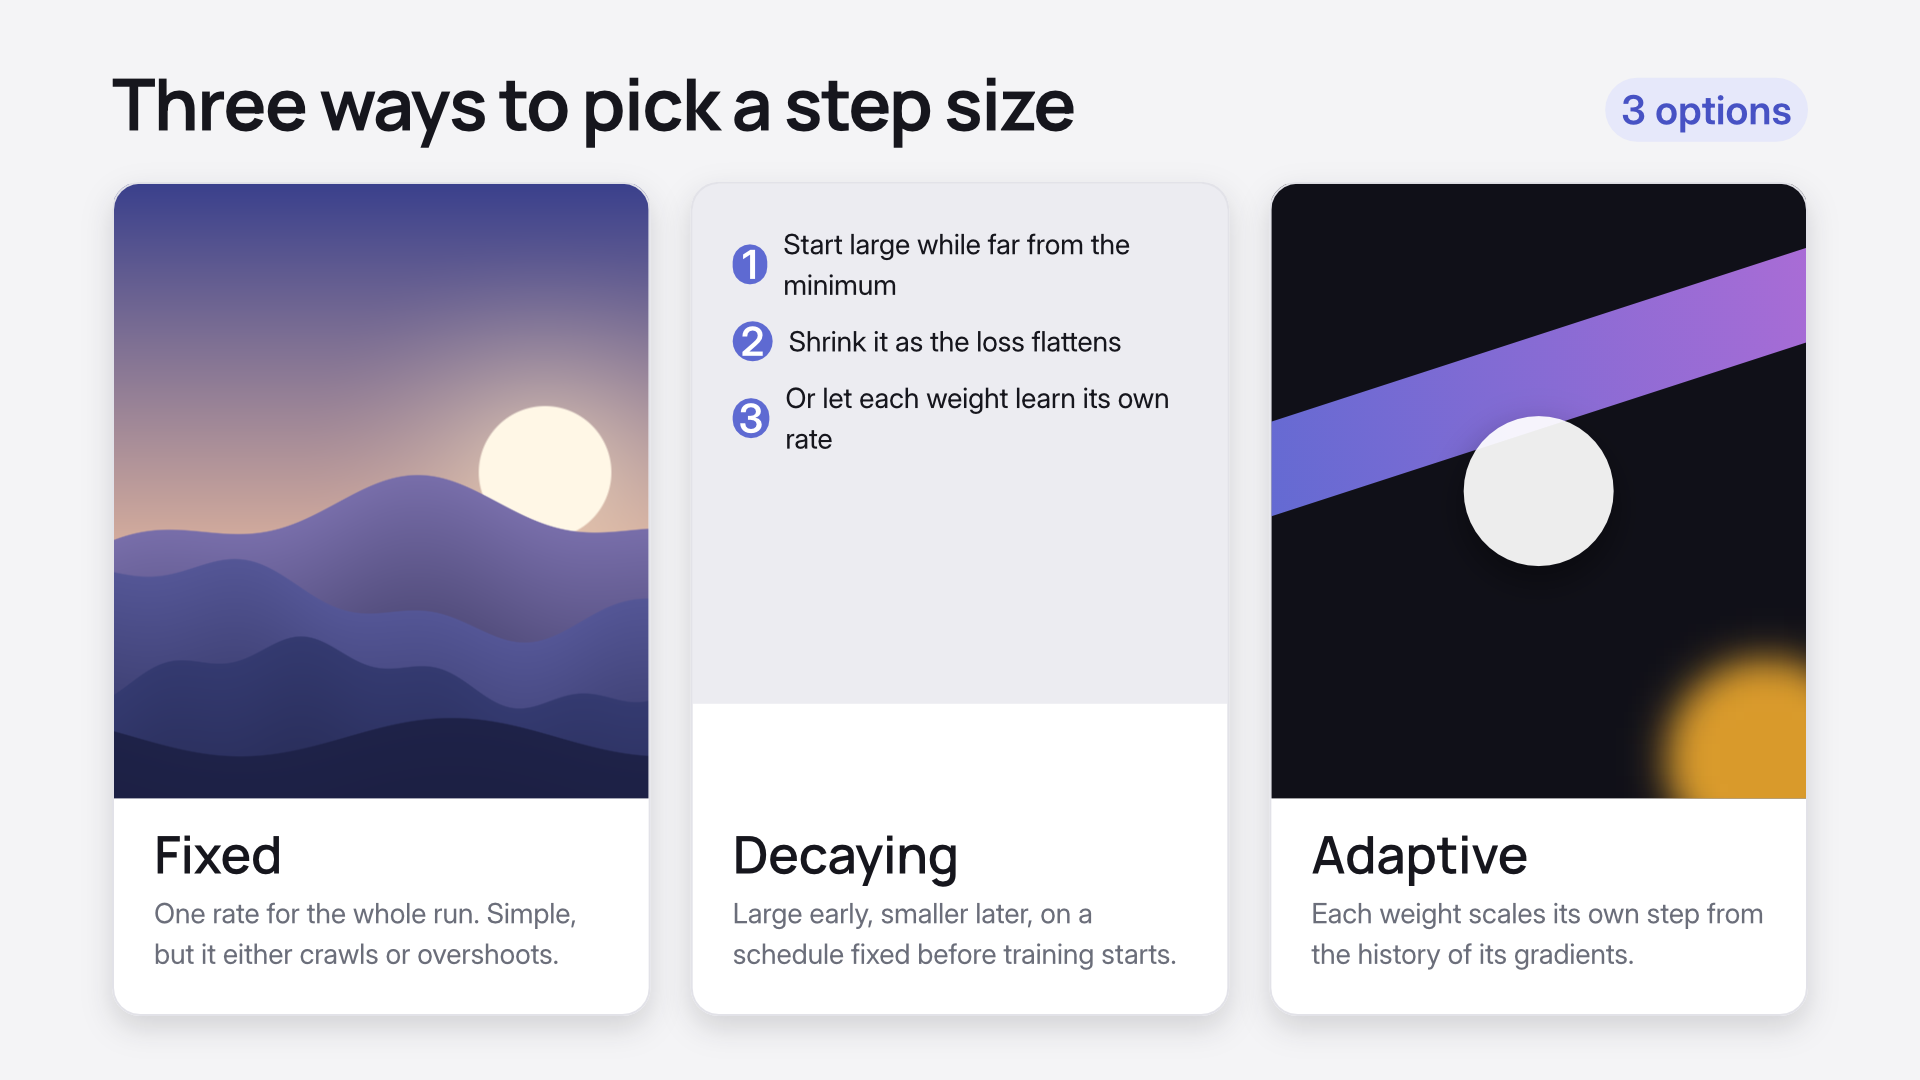 Three ways to pick a step size
3 options
1 Start large while far from the
minimum
2 Shrink it as the loss flattens
3 Or let each weight learn its own
rate
Fixed
One rate for the whole run. Simple,
but it either crawls or overshoots.
Decaying
Large early, smaller later, on a
schedule fixed before training starts.
Adaptive
Each weight scales its own step from
the history of its gradients.